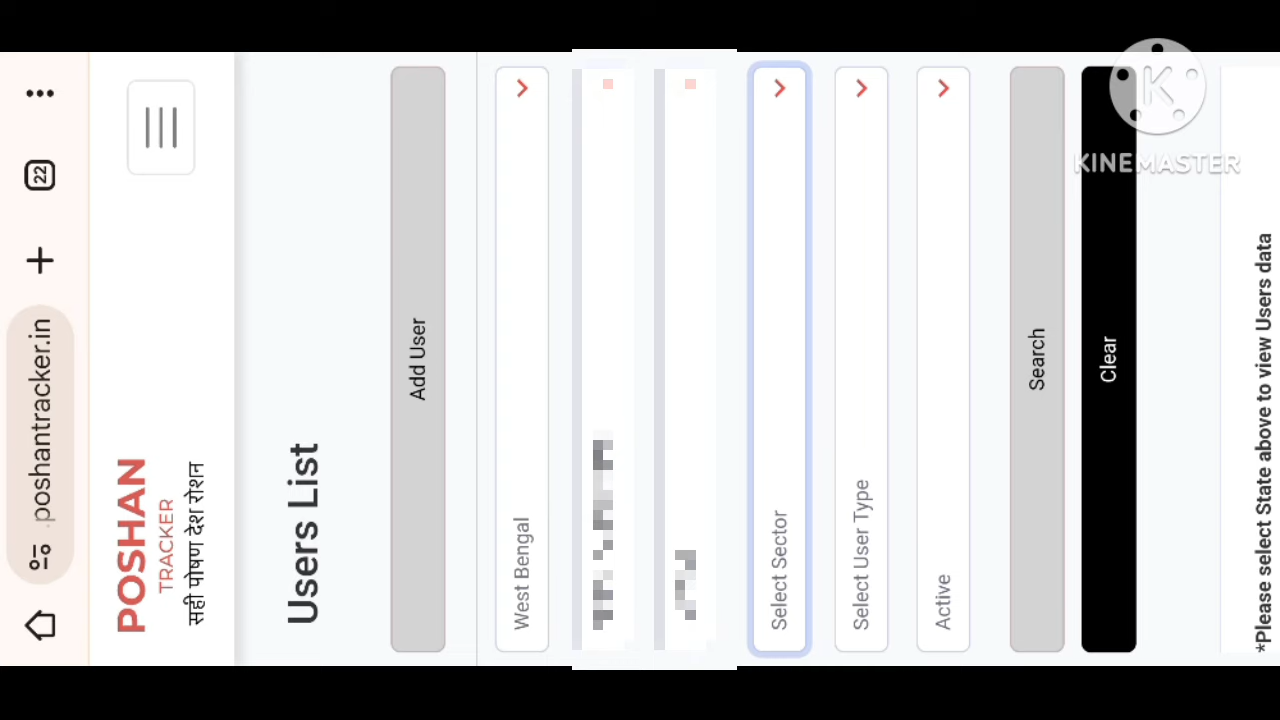 22
.poshantracker.in
POSHAN
TRACKER
सही पोषण देश रोशन
Users List
Add User
West Bengal
Select Sector
Select User Type
Active
Search
Clear
*Please select State above to view Users data
K
KINEMASTER